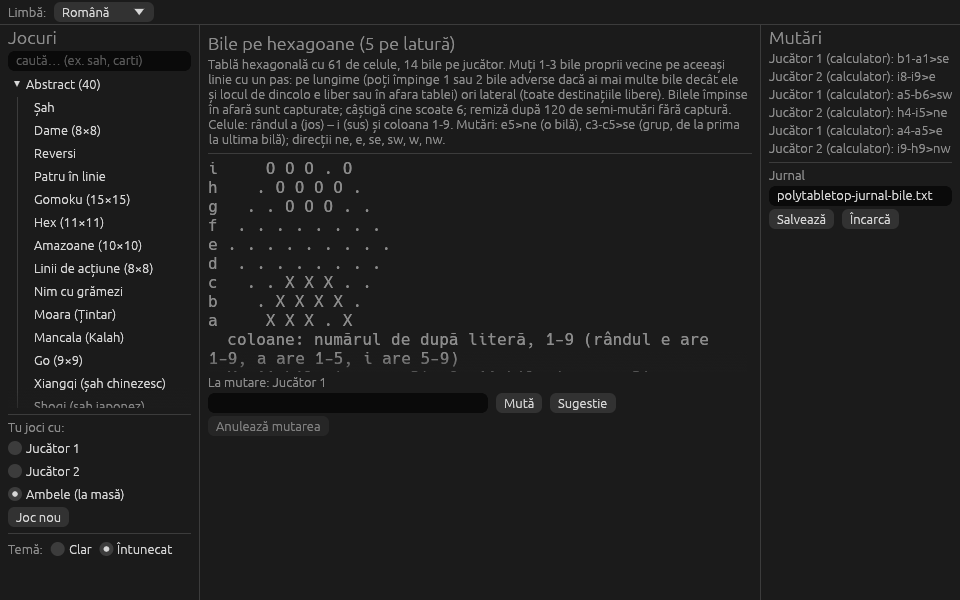 Limbă: Română
Jocuri
caută… (ex. sah, carti)
Abstract (40)
Șah
Dame (8×8)
Reversi
Patru în linie
Gomoku (15×15)
Hex (11×11)
Amazoane (10×10)
Linii de acțiune (8×8)
Nim cu grămezi
Moara (Țintar)
Mancala (Kalah)
Go (9×9)
Xiangqi (șah chinezesc)
Shogi (șah japonez)
Tu joci cu:
Jucător 1
Jucător 2
Ambele (la masă)
Joc nou
Temă: Clar Întunecat
Bile pe hexagoane (5 pe latură)
Tablă hexagonală cu 61 de celule, 14 bile pe jucător. Muți 1-3 bile proprii vecine pe aceeași
linie cu un pas: pe lungime (poți împinge 1 sau 2 bile adverse dacă ai mai multe bile decât ele
și locul de dincolo e liber sau în afara tablei) ori lateral (toate destinațiile libere). Bilele împinse
în afară sunt capturate; câștigă cine scoate 6; remiză după 120 de semi-mutări fără captură.
Celule: rândul a (jos) – i (sus) și coloana 1-9. Mutări: e5>ne (o bilă), c3-c5>se (grup, de la prima
la ultima bilă); direcții ne, e, se, sw, w, nw.
i O O O . O
h . O O O O .
g . . O O O . .
f . . . . . . . .
e . . . . . . . . .
d . . . . . . . .
c . . X X X . .
b . X X X X .
a X X X . X
coloane: numărul de după literă, 1-9 (rândul e are
1-9, a are 1-5, i are 5-9)
La mutare: Jucător 1
Mută Sugestie
Anulează mutarea
Mutări
Jucător 1 (calculator): b1-a1>se
Jucător 2 (calculator): i8-i9>e
Jucător 1 (calculator): a5-b6>sw
Jucător 2 (calculator): h4-i5>ne
Jucător 1 (calculator): a4-a5>e
Jucător 2 (calculator): i9-h9>nw
Jurnal
polytabletop-jurnal-bile.txt
Salvează Încarcă